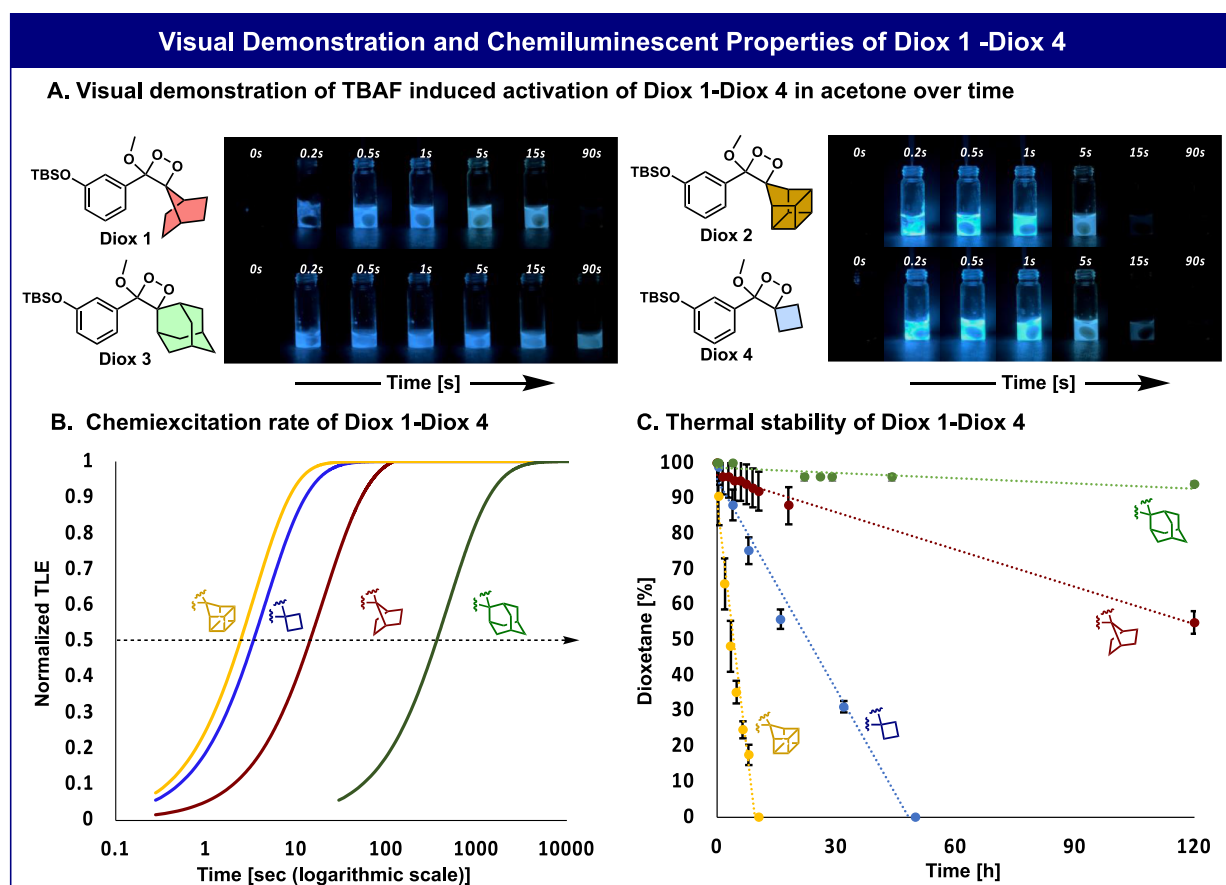 Visual Demonstration and Chemiluminescent Properties of Diox 1 -Diox 4
A. Visual demonstration of TBAF induced activation of Diox 1-Diox 4 in acetone over time
O
O
O
TBSO
Diox 1
0s 0.2s 0.5s 1s 5s 15s 90s
O
O
O
TBSO
Diox 2
0s 0.2s 0.5s 1s 5s 15s 90s
O
O
O
TBSO
Diox 3
0s 0.2s 0.5s 1s 5s 15s 90s
O
O
O
TBSO
Diox 4
0s 0.2s 0.5s 1s 5s 15s 90s
Time [s]
Time [s]
B. Chemiexcitation rate of Diox 1-Diox 4
Normalized TLE
1
0.9
0.8
0.7
0.6
0.5
0.4
0.3
0.2
0.1
0
0.1 1 10 100 1000 10000
Time [sec (logarithmic scale)]
C. Thermal stability of Diox 1-Diox 4
Dioxetane [%]
100
90
80
70
60
50
40
30
20
10
0
0 30 60 90 120
Time [h]